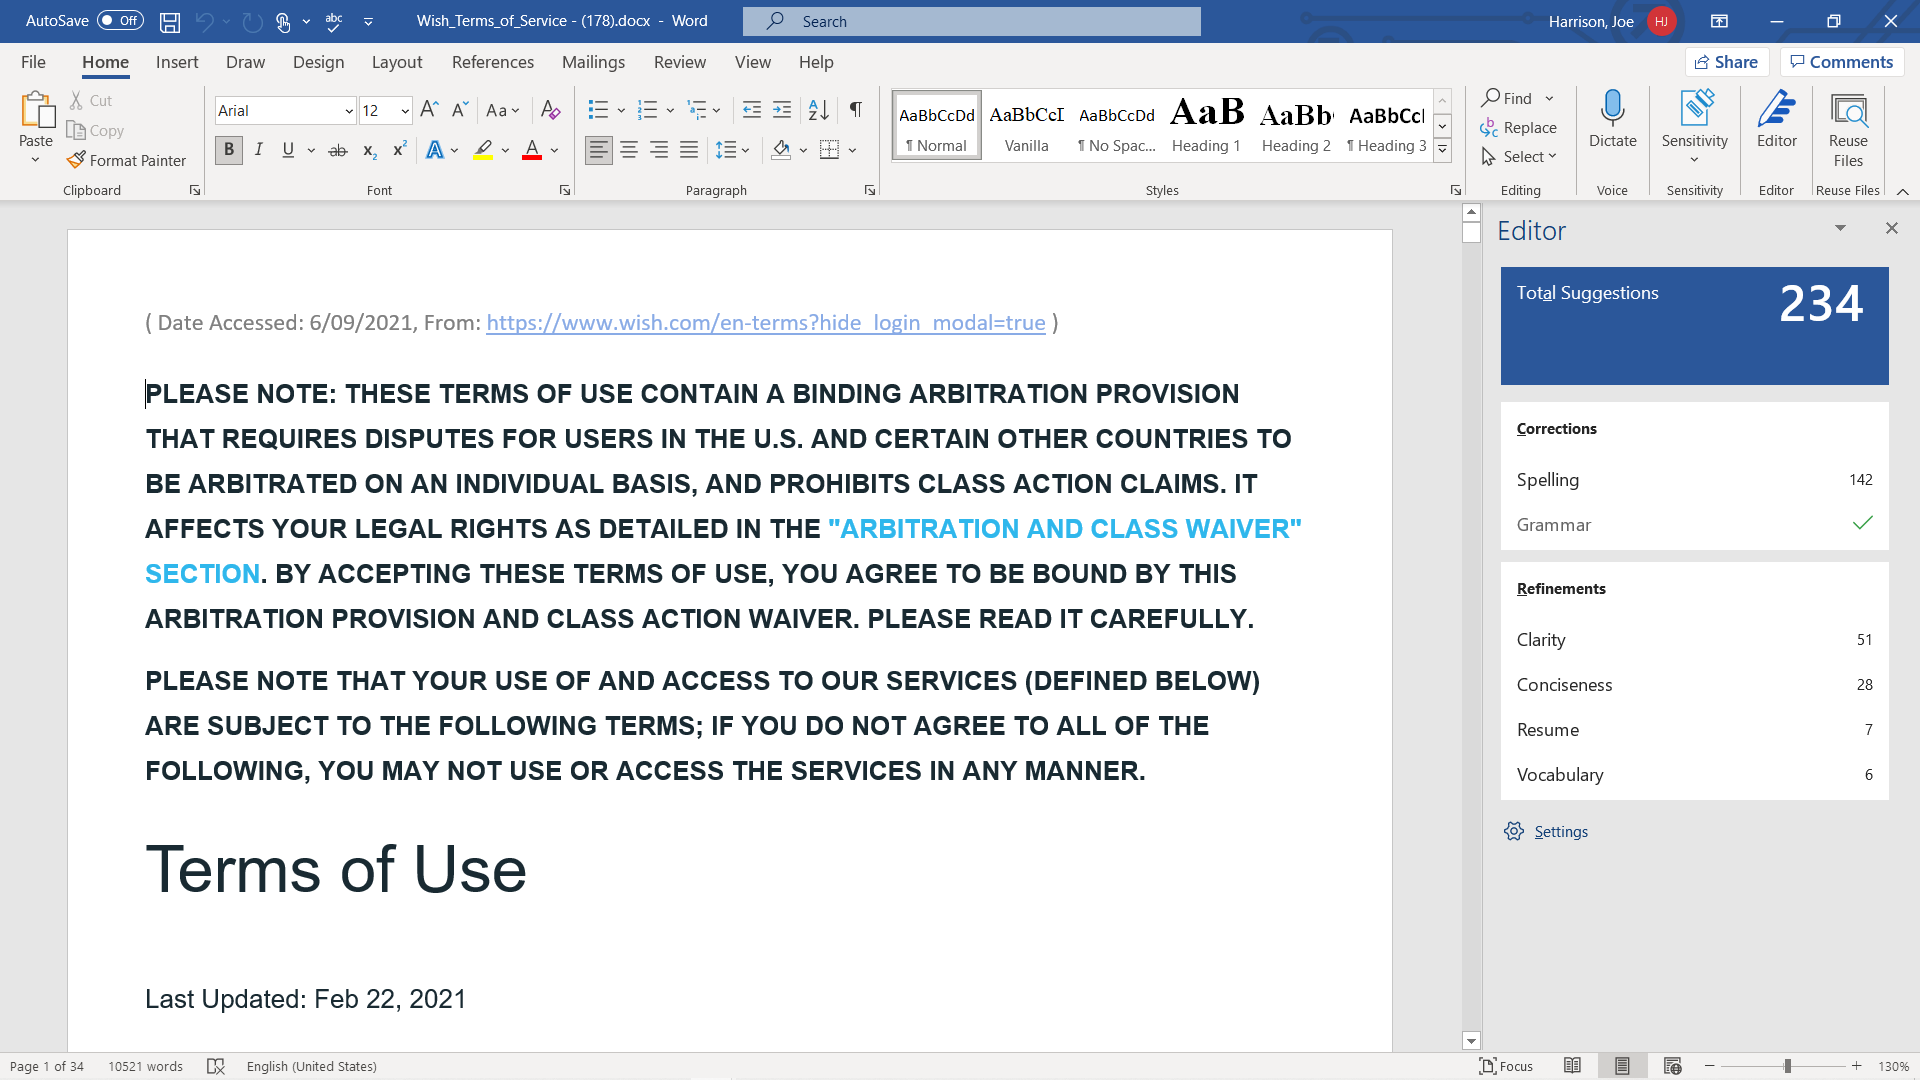 AutoSave Off Wish_Terms_of_Service - (178).docx - Word Search Harrison, Joe HJ
File Home Insert Draw Design Layout References Mailings Review View Help Share Comments
Paste Cut Copy Format Painter Clipboard
Arial 12 Font
Paragraph
AaBbCcDd AaBbCcI AaBbCcDd AaB AaBb AaBbCc
¶ Normal Vanilla ¶ No Spac... Heading 1 Heading 2 ¶ Heading 3
Styles
Find Replace Select Editing
Dictate Voice
Sensitivity Sensitivity
Editor Editor
Reuse Files Reuse Files
( Date Accessed: 6/09/2021, From: https://www.wish.com/en-terms?hide_login_modal=true )
PLEASE NOTE: THESE TERMS OF USE CONTAIN A BINDING ARBITRATION PROVISION
THAT REQUIRES DISPUTES FOR USERS IN THE U.S. AND CERTAIN OTHER COUNTRIES TO
BE ARBITRATED ON AN INDIVIDUAL BASIS, AND PROHIBITS CLASS ACTION CLAIMS. IT
AFFECTS YOUR LEGAL RIGHTS AS DETAILED IN THE "ARBITRATION AND CLASS WAIVER"
SECTION. BY ACCEPTING THESE TERMS OF USE, YOU AGREE TO BE BOUND BY THIS
ARBITRATION PROVISION AND CLASS ACTION WAIVER. PLEASE READ IT CAREFULLY.
PLEASE NOTE THAT YOUR USE OF AND ACCESS TO OUR SERVICES (DEFINED BELOW)
ARE SUBJECT TO THE FOLLOWING TERMS; IF YOU DO NOT AGREE TO ALL OF THE
FOLLOWING, YOU MAY NOT USE OR ACCESS THE SERVICES IN ANY MANNER.
Terms of Use
Last Updated: Feb 22, 2021
Editor
Total Suggestions 234
Corrections
Spelling 142
Grammar
Refinements
Clarity 51
Conciseness 28
Resume 7
Vocabulary 6
Settings
Page 1 of 34 10521 words English (United States) Focus 130%